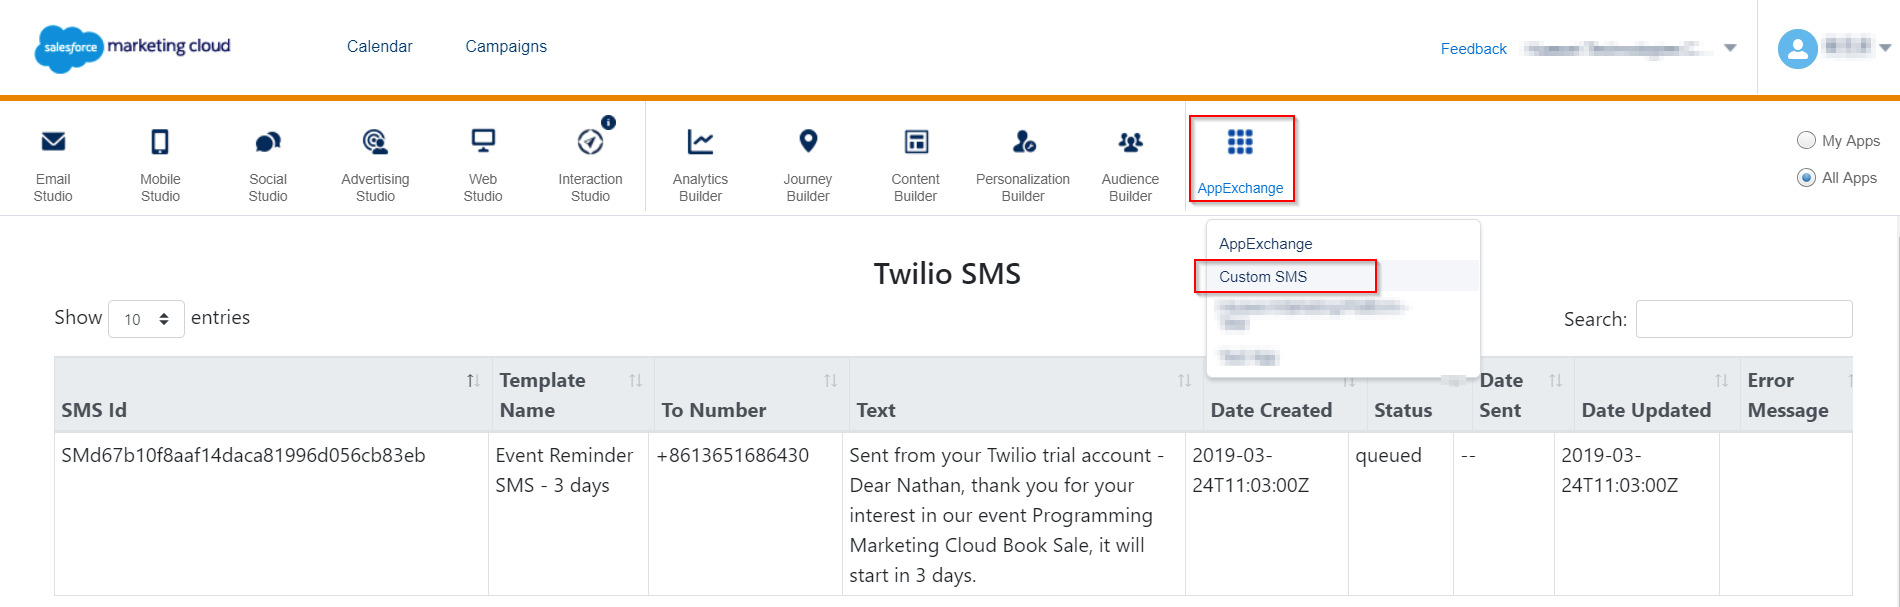 salesforce marketing cloud
Calendar
Campaigns
Feedback
Email
Studio
Mobile
Studio
Social
Studio
Advertising
Studio
Web
Studio
Interaction
Studio
Analytics
Builder
Journey
Builder
Content
Builder
Personalization
Builder
Audience
Builder
AppExchange
My Apps
All Apps
AppExchange
Custom SMS
Twilio SMS
Show 10 entries
Search:
SMS Id
Template
Name
To Number
Text
Date Created
Status
Date
Sent
Date Updated
Error
Message
SMd67b10f8aaf14daca81996d056cb83eb
Event Reminder
SMS - 3 days
+8613651686430
Sent from your Twilio trial account -
Dear Nathan, thank you for your
interest in our event Programming
Marketing Cloud Book Sale, it will
start in 3 days.
2019-03-
24T11:03:00Z
queued
--
2019-03-
24T11:03:00Z